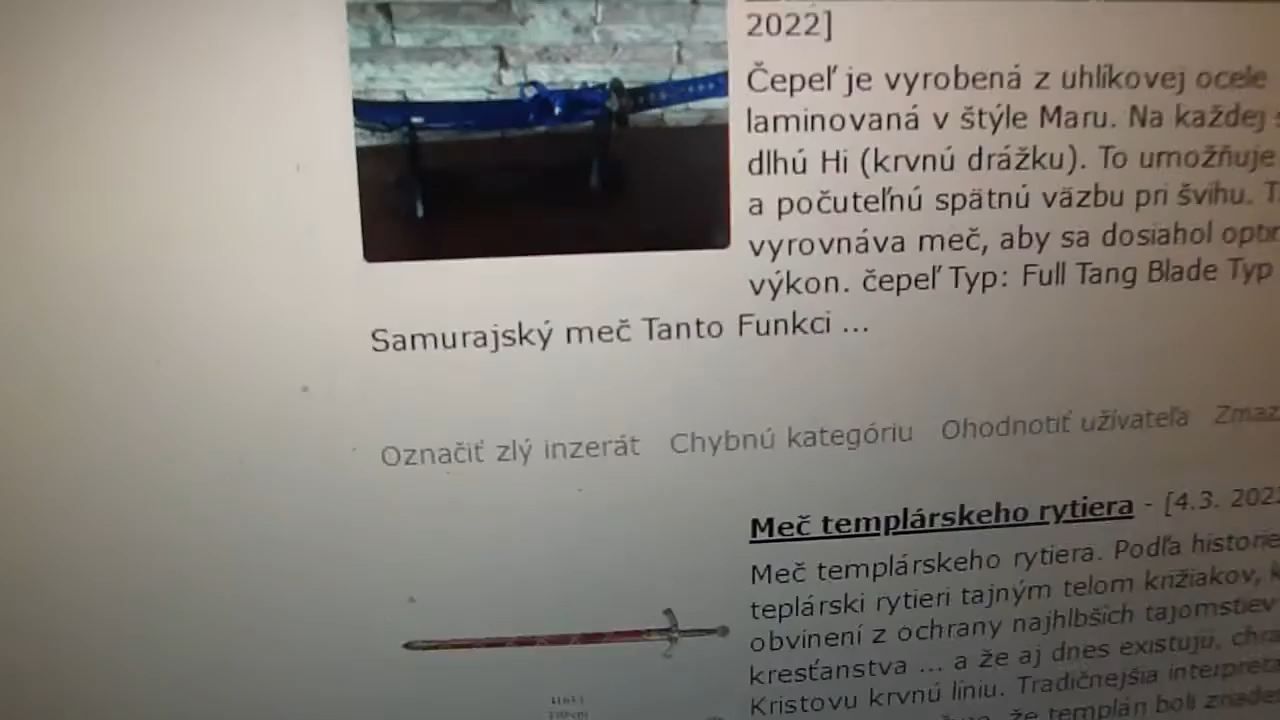 2022]
Čepeľ je vyrobená z uhlíkovej ocele
laminovaná v štýle Maru. Na každej
dlhú Hi (krvnú drážku). To umožňuje
a počuteľnú spätnú väzbu pri švihu.
vyrovnáva meč, aby sa dosiahol
výkon. čepeľ Typ: Full Tang Blade Typ
Samurajský meč Tanto Funkci ...
Označiť zlý inzerát Chybnú kategóriu Ohodnotiť užívateľa
Meč templárskeho rytiera - [4.3.
Meč templárskeho rytiera. Podľa
teplárski rytieri tajným telom križiakov,
obvinení z ochrany najhlbších tajomstiev
kresťanstva ... a že aj dnes existujú,
Kristovu krvnú líniu. Tradičnejšia
že templári boli